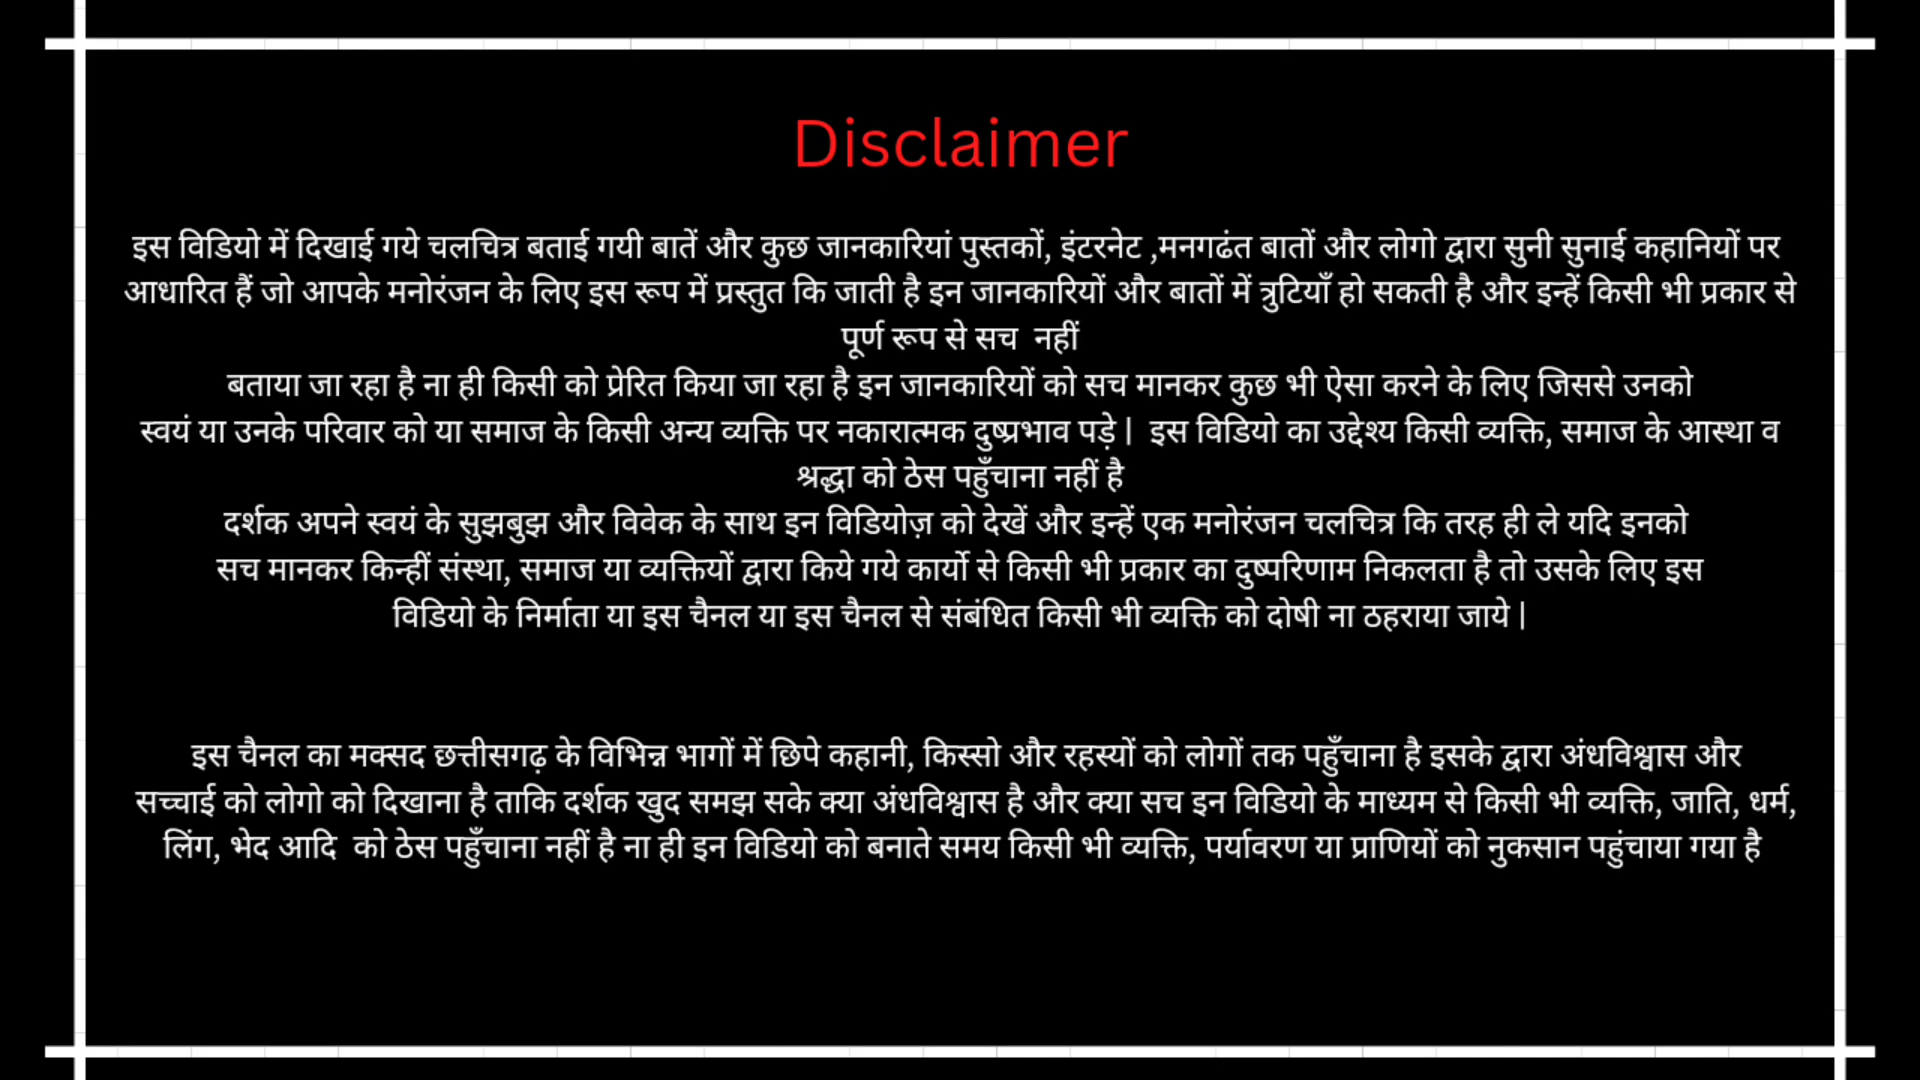 Disclaimer
इस विडियो में दिखाई गये चलचित्र बताई गयी बातें और कुछ जानकारियां पुस्तकों, इंटरनेट ,मनगढंत बातों और लोगो द्वारा सुनी सुनाई कहानियों पर
आधारित हैं जो आपके मनोरंजन के लिए इस रूप में प्रस्तुत कि जाती है इन जानकारियों और बातों में त्रुटियाँ हो सकती है और इन्हें किसी भी प्रकार से
पूर्ण रूप से सच  नहीं
बताया जा रहा है ना ही किसी को प्रेरित किया जा रहा है इन जानकारियों को सच मानकर कुछ भी ऐसा करने के लिए जिससे उनको
स्वयं या उनके परिवार को या समाज के किसी अन्य व्यक्ति पर नकारात्मक दुष्प्रभाव पड़े |  इस विडियो का उद्देश्य किसी व्यक्ति, समाज के आस्था व
श्रद्धा को ठेस पहुँचाना नहीं है
दर्शक अपने स्वयं के सुझबुझ और विवेक के साथ इन विडियोज़ को देखें और इन्हें एक मनोरंजन चलचित्र कि तरह ही ले यदि इनको
सच मानकर किन्हीं संस्था, समाज या व्यक्तियों द्वारा किये गये कार्यो से किसी भी प्रकार का दुष्परिणाम निकलता है तो उसके लिए इस
विडियो के निर्माता या इस चैनल या इस चैनल से संबंधित किसी भी व्यक्ति को दोषी ना ठहराया जाये |
इस चैनल का मक्सद छत्तीसगढ़ के विभिन्न भागों में छिपे कहानी, किस्सो और रहस्यों को लोगों तक पहुँचाना है इसके द्वारा अंधविश्वास और
सच्चाई को लोगो को दिखाना है ताकि दर्शक खुद समझ सके क्या अंधविश्वास है और क्या सच इन विडियो के माध्यम से किसी भी व्यक्ति, जाति, धर्म,
लिंग, भेद आदि  को ठेस पहुँचाना नहीं है ना ही इन विडियो को बनाते समय किसी भी व्यक्ति, पर्यावरण या प्राणियों को नुकसान पहुंचाया गया है